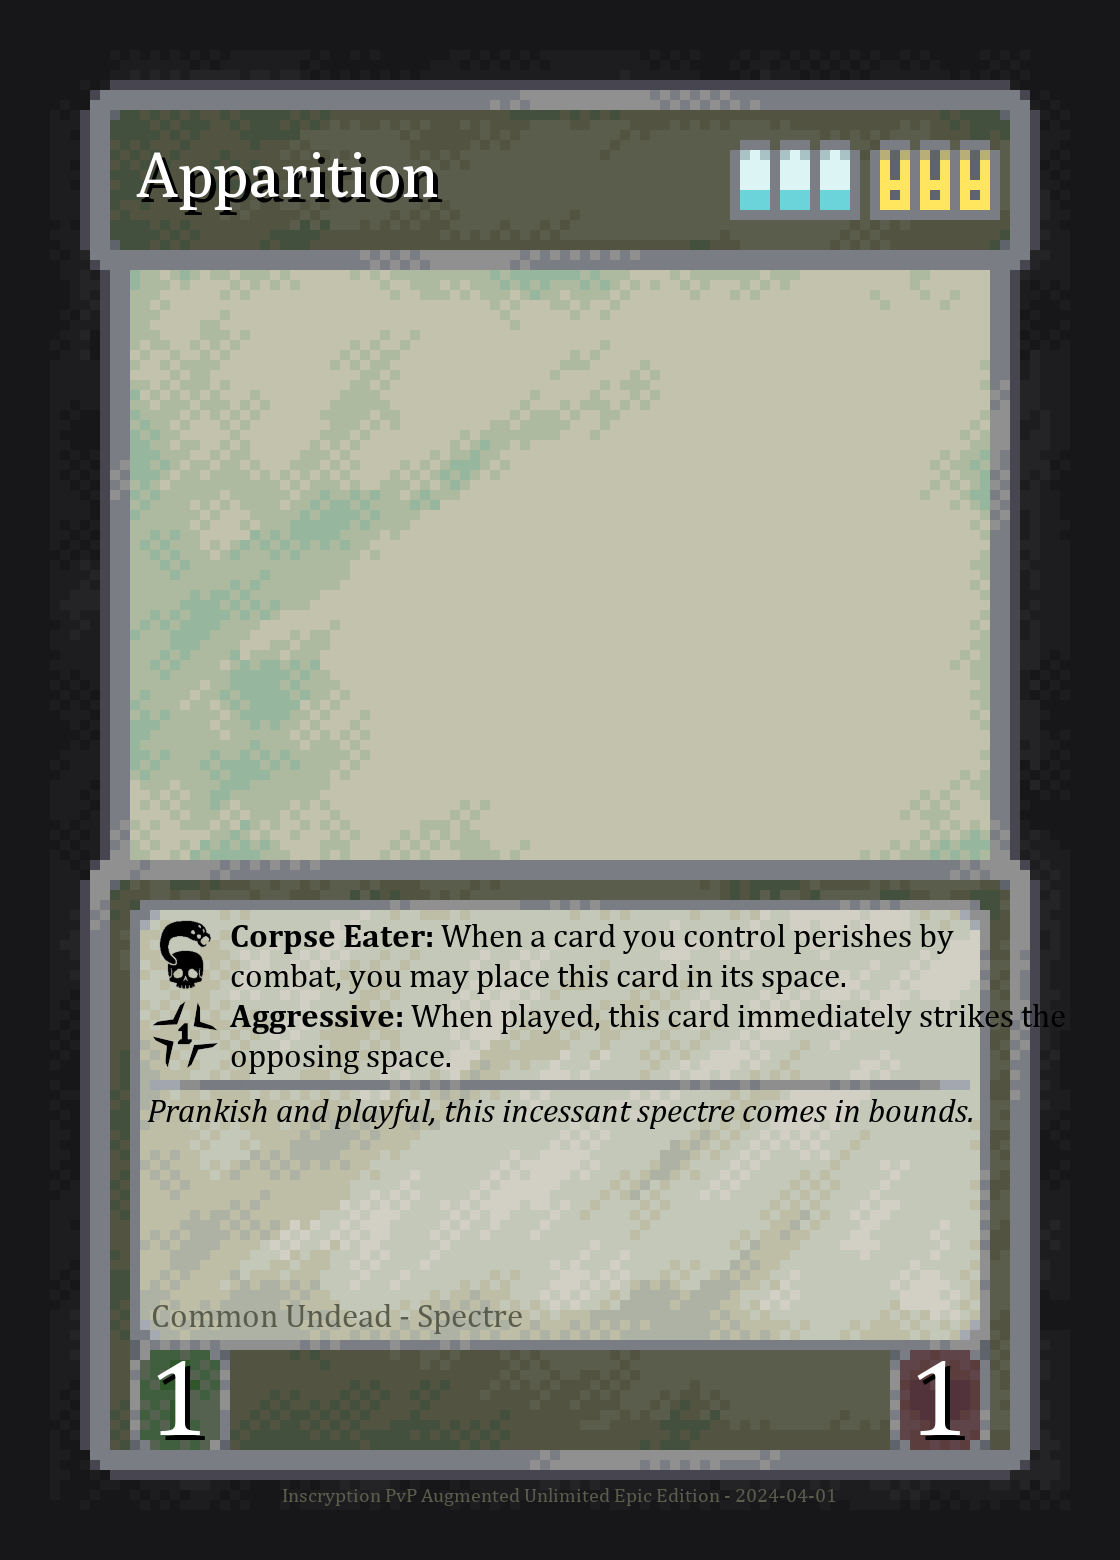 Apparition
Corpse Eater: When a card you control perishes by
combat, you may place this card in its space.
1
Aggressive: When played, this card immediately strikes the
opposing space.
Prankish and playful, this incessant spectre comes in bounds.
Common Undead - Spectre
1
1
Inscryption PvP Augmented Unlimited Epic Edition - 2024-04-01